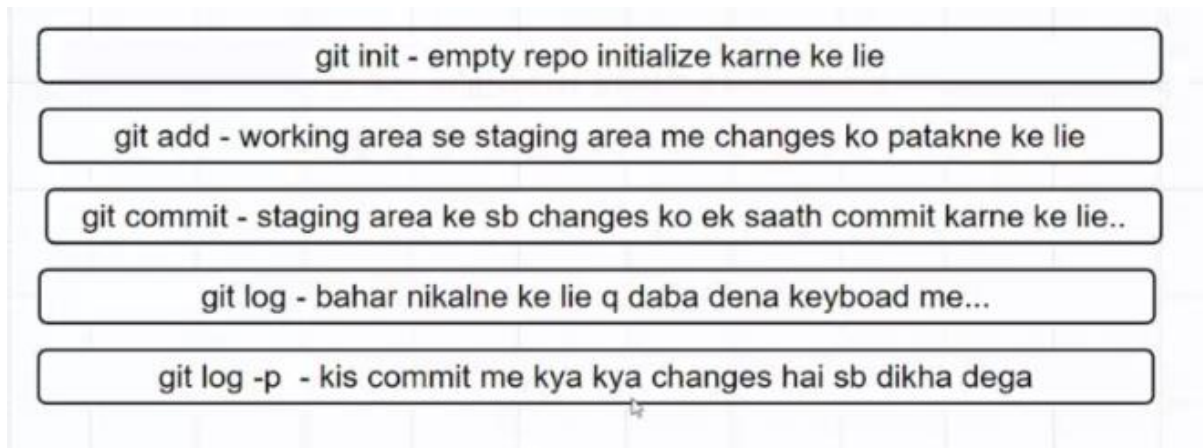 git init - empty repo initialize karne ke lie
git add - working area se staging area me changes ko patakne ke lie
git commit - staging area ke sb changes ko ek saath commit karne ke lie..
git log - bahar nikalne ke lie q daba dena keyboad me...
git log -p - kis commit me kya kya changes hai sb dikha dega